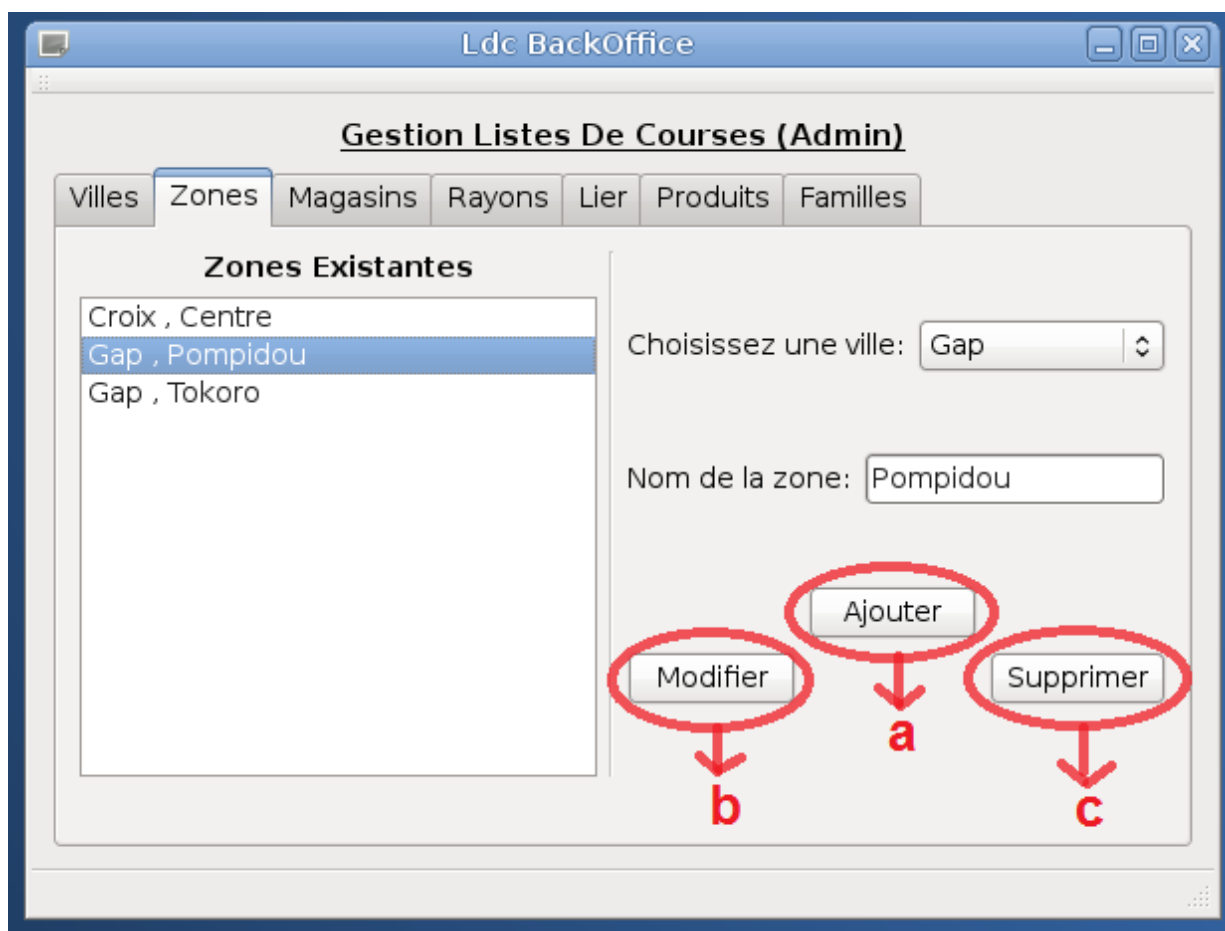 Ldc BackOffice
Gestion Listes De Courses (Admin)
Villes Zones Magasins Rayons Lier Produits Familles
Zones Existantes
Croix , Centre
Gap , Pompidou
Gap , Tokoro
Choisissez une ville: Gap
Nom de la zone: Pompidou
Ajouter
Modifier
Supprimer
a
b
c